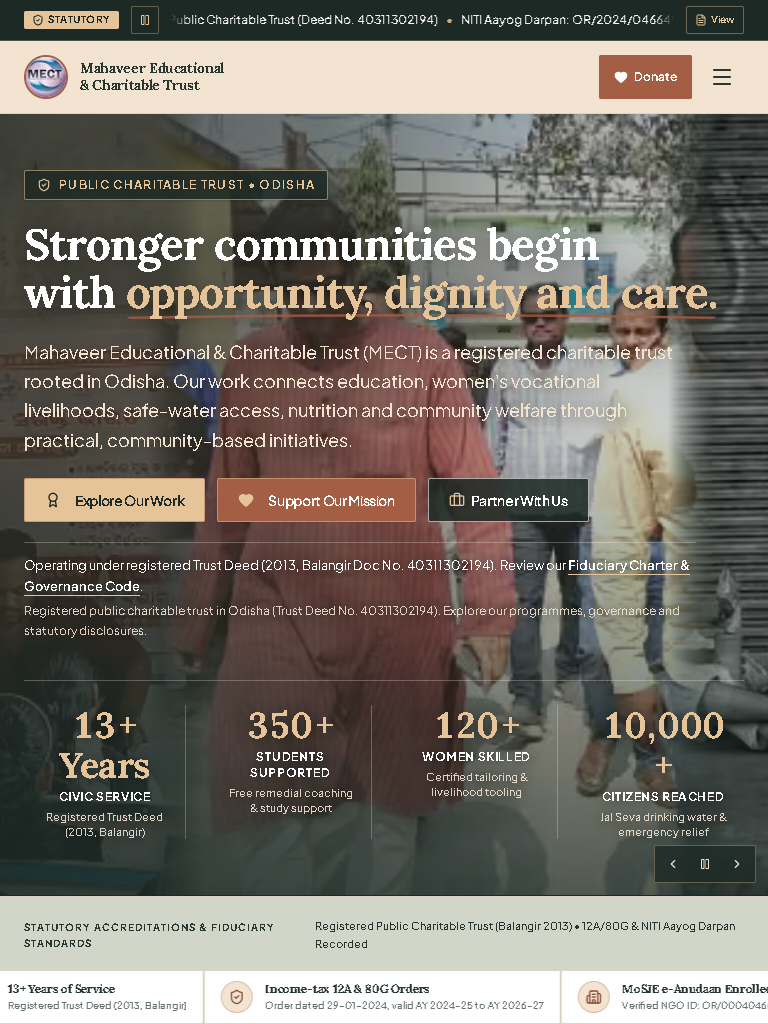 STATUTORY
Public Charitable Trust (Deed No. 40311302194) • NITI Aayog Darpan: OR/2024/04664
View
MECT
Mahaveer Educational
& Charitable Trust
Donate
PUBLIC CHARITABLE TRUST • ODISHA
Stronger communities begin
with opportunity, dignity and care.
Mahaveer Educational & Charitable Trust (MECT) is a registered charitable trust
rooted in Odisha. Our work connects education, women's vocational
livelihoods, safe-water access, nutrition and community welfare through
practical, community-based initiatives.
Explore Our Work
Support Our Mission
Partner With Us
Operating under registered Trust Deed (2013, Balangir Doc No. 40311302194). Review our Fiduciary Charter &
Governance Code.
Registered public charitable trust in Odisha (Trust Deed No. 40311302194). Explore our programmes, governance and
statutory disclosures.
13+
Years
CIVIC SERVICE
Registered Trust Deed
(2013, Balangir)
350+
STUDENTS
SUPPORTED
Free remedial coaching
& study support
120+
WOMEN SKILLED
Certified tailoring &
livelihood tooling
10,000
+
CITIZENS REACHED
Jal Seva drinking water &
emergency relief
STATUTORY ACCREDITATIONS & FIDUCIARY
STANDARDS
Registered Public Charitable Trust (Balangir 2013) • 12A/80G & NITI Aayog Darpan
Recorded
13+ Years of Service
Registered Trust Deed (2013, Balangir)
Income-tax 12A & 80G Orders
Order dated 29-01-2024, valid AY 2024-25 to AY 2026-27
MoSJE e-Anudaan Enrolled
Verified NGO ID: OR/0004046